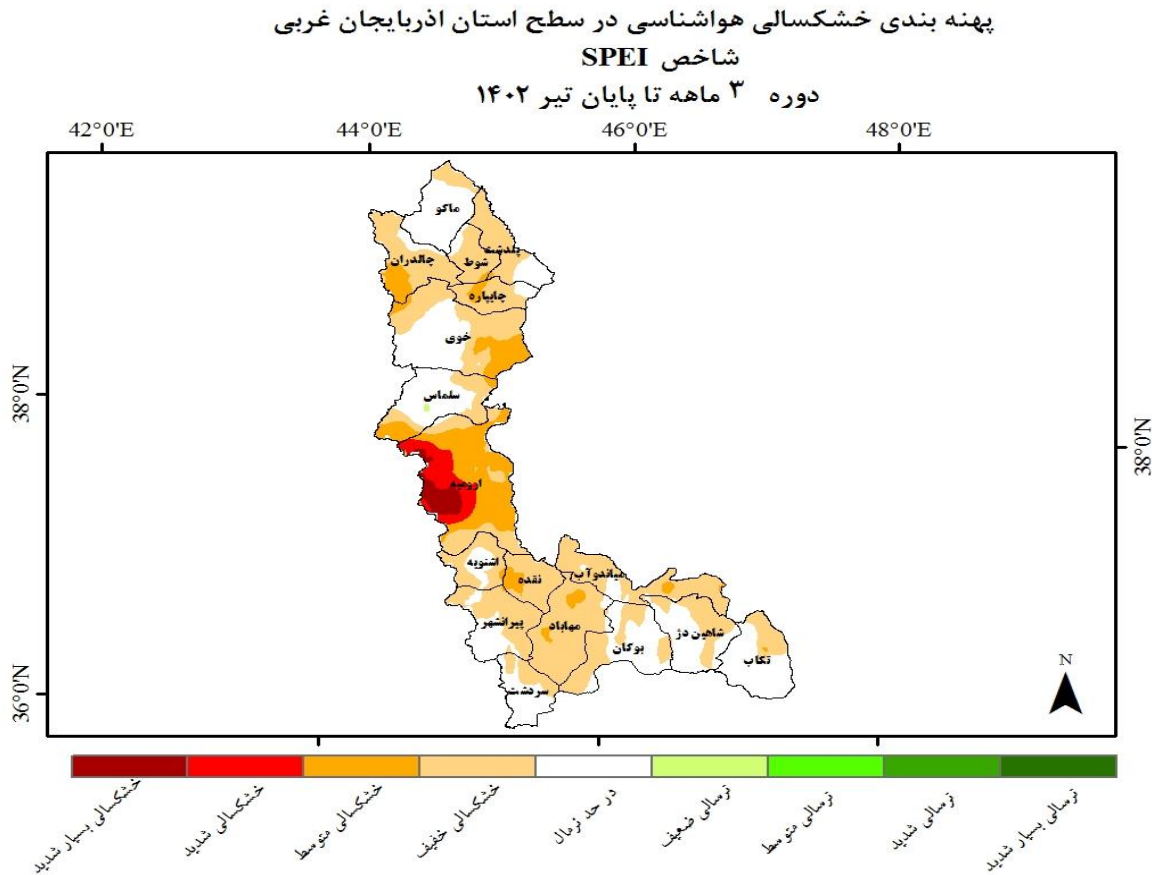 پهنه بندی خشکسالی هواشناسی در سطح استان اذربایجان غربی
شاخص SPEI
دوره ۳ ماهه تا پایان تیر ۱۴۰۲
42°0'E 44°0'E 46°0'E 48°0'E
ماکو
پلدشت
چالدران
شوط
چایپاره
خوی
سلماس
38°0'N
38°0'N
ارومیه
اشنویه
نقده
میاندوآب
پیرانشهر
مهاباد
بوکان
شاهین دژ
تکاب
سردشت
36°0'N
N
خشکسالی بسیار شدید
خشکسالی شدید
خشکسالی متوسط
خشکسالی خفیف
در حد نرمال
ترسالی ضعیف
ترسالی متوسط
ترسالی شدید
ترسالی بسیار شدید